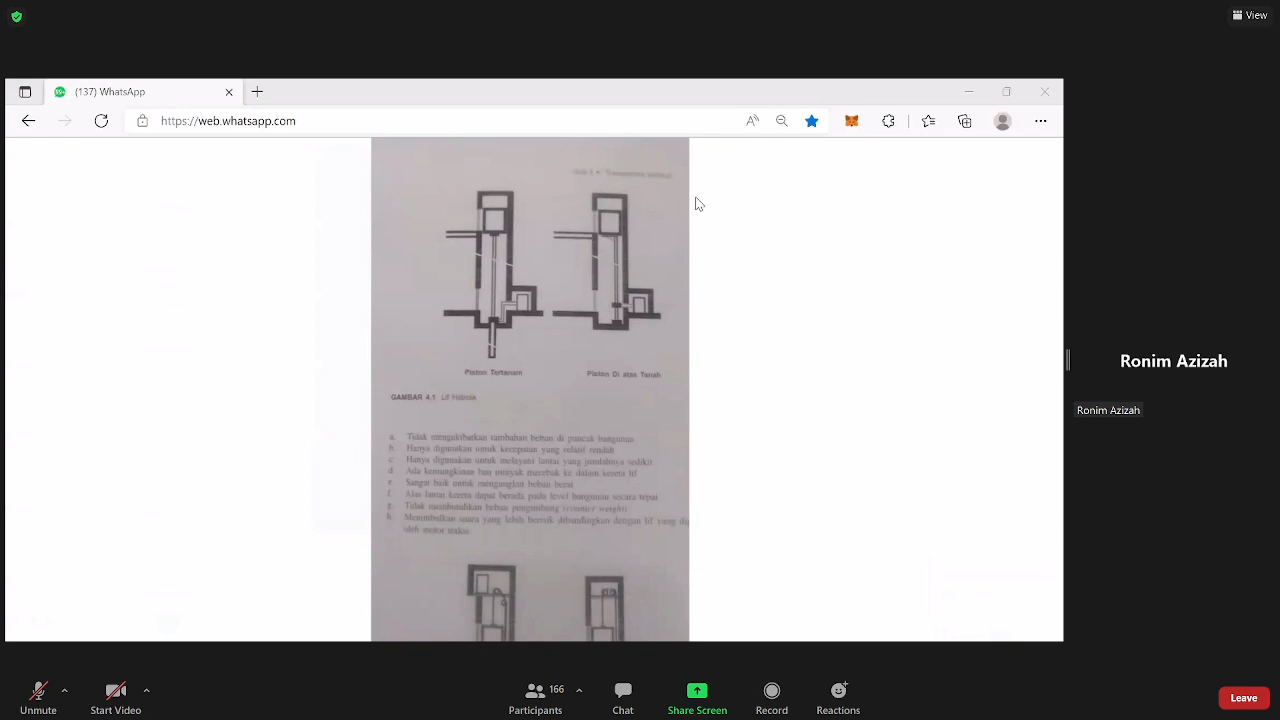 View
(137) WhatsApp
https://web.whatsapp.com
Piston Tertanam
Piston Di atas Tanah
GAMBAR 4.1 Lif Hidrolik
a. Tidak mengakibatkan tambahan beban di puncak bangunan
b. Hanya digunakan untuk kecepatan yang relatif rendah
c. Hanya digunakan untuk melayani lantai yang jumlahnya sedikit
d. Ada kemungkinan bau minyak merebak ke dalam kereta lif
e. Sangat baik untuk mengangkut beban berat
f. Alas lantai kereta dapat berada pada level bangunan secara tepat
g. Tidak membutuhkan beban pengimbang (counter weight)
h. Menimbulkan suara yang lebih berisik dibandingkan dengan lif yang
oleh motor traksi
Ronim Azizah
Ronim Azizah
Unmute
Start Video
166
Participants
Chat
Share Screen
Record
Reactions
Leave